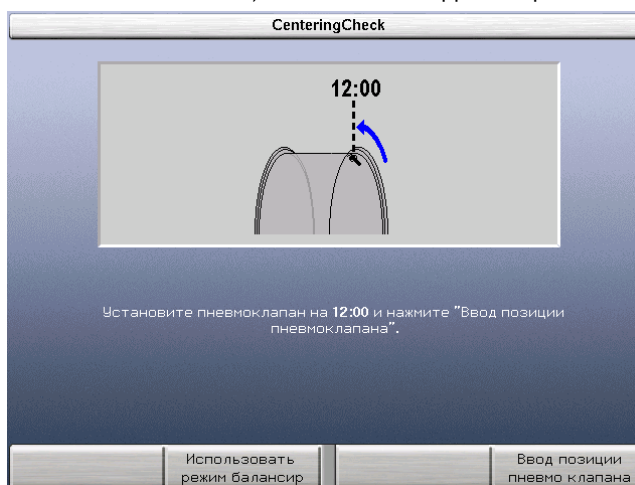 CenteringCheck
12:00
Установите пневмоклапан на 12:00 и нажмите "Ввод позиции
пневмоклапана".
Использовать
режим балансир
Ввод позиции
пневмо клапана